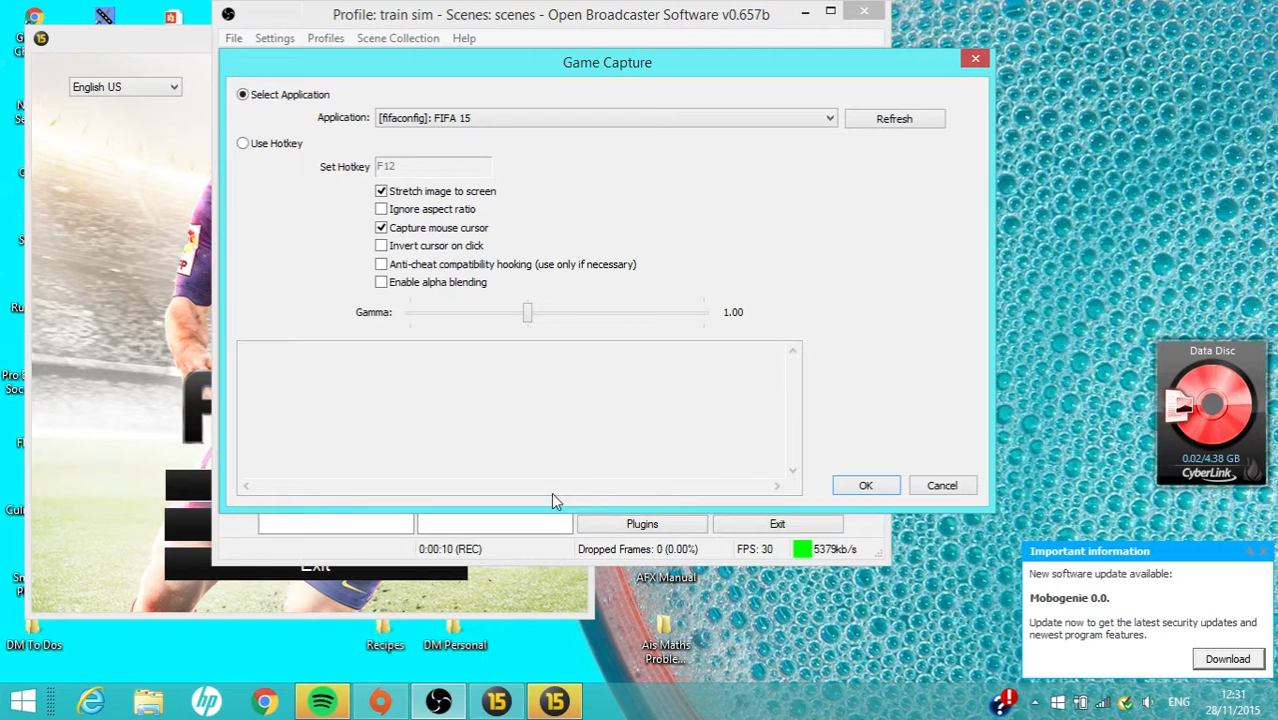 Profile: train sim - Scenes: scenes - Open Broadcaster Software v0.657b
File Settings Profiles Scene Collection Help
English US
Game Capture
Select Application
Application: [fifaconfig]: FIFA 15 Refresh
Use Hotkey
Set Hotkey F12
Stretch image to screen
Ignore aspect ratio
Capture mouse cursor
Invert cursor on click
Anti-cheat compatibility hooking (use only if necessary)
Enable alpha blending
Gamma: 1.00
OK Cancel
Plugins Exit
0:00:10 (REC) Dropped Frames: 0 (0.00%) FPS: 30 5379kb/s
Exit
AFX Manual
DM To Dos
Recipes
DM Personal
Ais Maths
Proble...
Data Disc
0.02/4.38 GB
CyberLink
Important information
New software update available:
Mobogenie 0.0.
Update now to get the latest security updates and
newest program features.
Download
15
15
15
ENG
12:31
28/11/2015